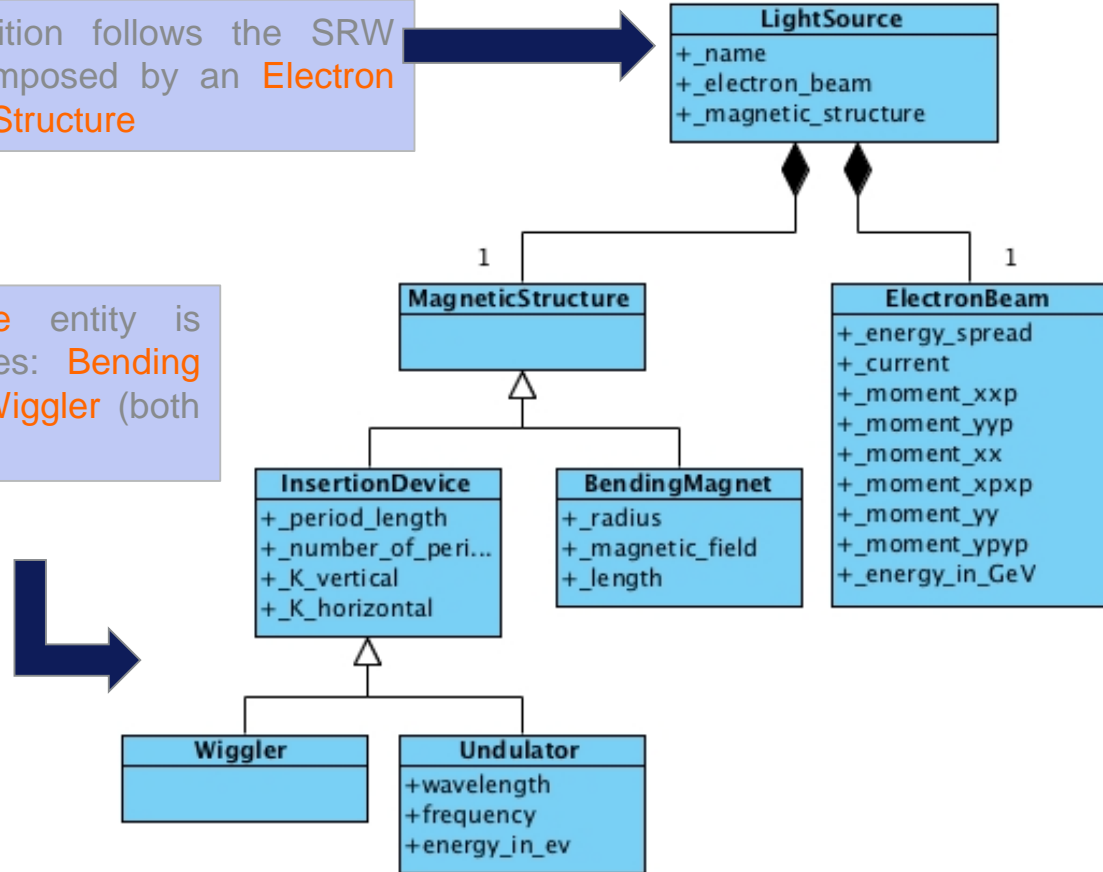 ition follows the SRW
mposed by an Electron
Structure
LightSource
+_name
+_electron_beam
+_magnetic_structure
1
1
e entity is
es: Bending
Wiggler (both
MagneticStructure
ElectronBeam
+_energy_spread
+_current
+_moment_xxp
+_moment_yyp
+_moment_xx
+_moment_xpxp
+_moment_yy
+_moment_ypyp
+_energy_in_GeV
InsertionDevice
+_period_length
+_number_of_peri...
+_K_vertical
+_K_horizontal
BendingMagnet
+_radius
+_magnetic_field
+_length
Wiggler
Undulator
+wavelength
+frequency
+energy_in_ev